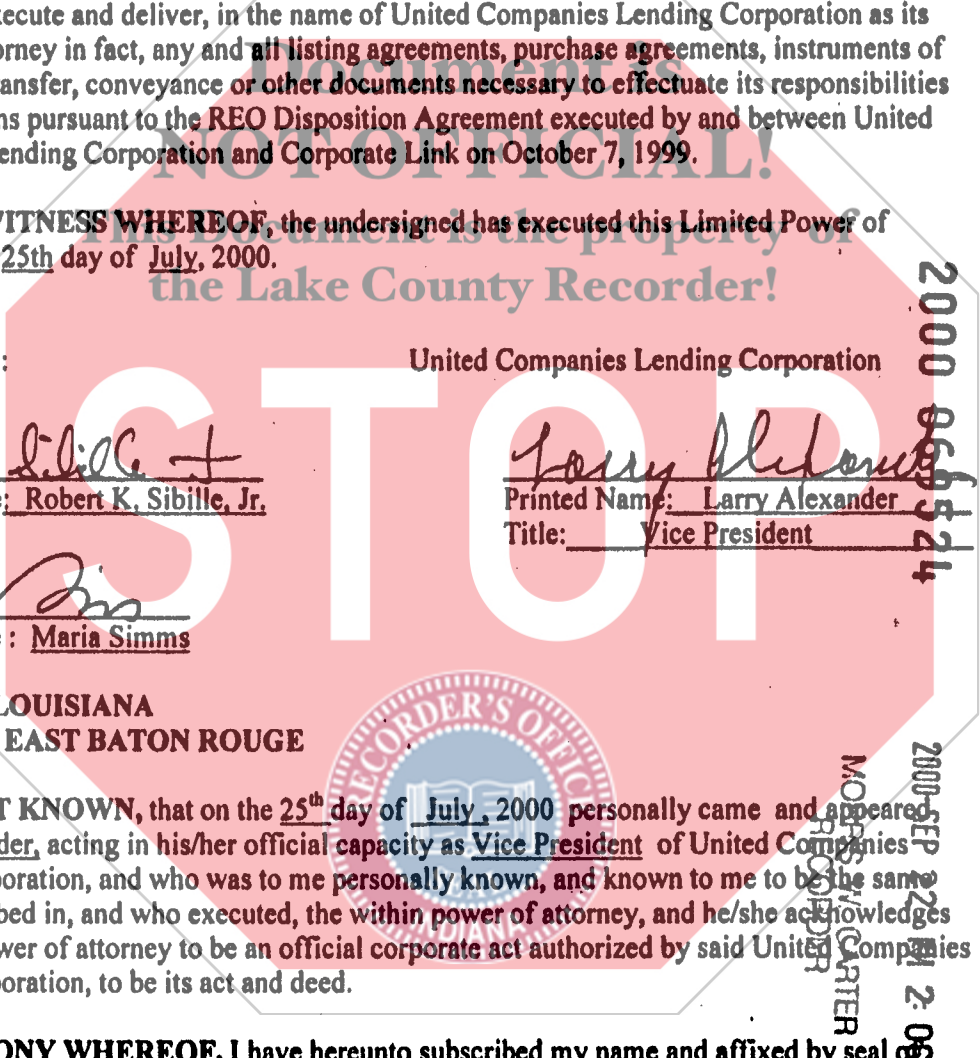 xecute and deliver, in the name of United Companies Lending Corporation as its
orney in fact, any and all listing agreements, purchase agreements, instruments of
ansfer, conveyance or other documents necessary to effectuate its responsibilities
ns pursuant to the REO Disposition Agreement executed by and between United
ending Corporation and Corporate Link on October 7, 1999.
Document is
NOT OFFICIAL!
This Document is the property of
the Lake County Recorder!
VITNESS WHEREOF, the undersigned has executed this Limited Power of
25th day of July, 2000.
:
United Companies Lending Corporation
STOP
e: Robert K. Sibille, Jr.
Printed Name: Larry Alexander
Title: Vice President
e : Maria Simms
2000 066524
LOUISIANA
EAST BATON ROUGE
RECORDER'S OFFICE
INDIANA
T KNOWN, that on the 25th day of July, 2000 personally came and appeared
der, acting in his/her official capacity as Vice President of United Companies
poration, and who was to me personally known, and known to me to be the same
bed in, and who executed, the within power of attorney, and he/she acknowledges
wer of attorney to be an official corporate act authorized by said United Companies
poration, to be its act and deed.
2000 SEP 22
MORRIS W. CARTER
RECORDER
ONY WHEREOF, I have hereunto subscribed my name and affixed by seal